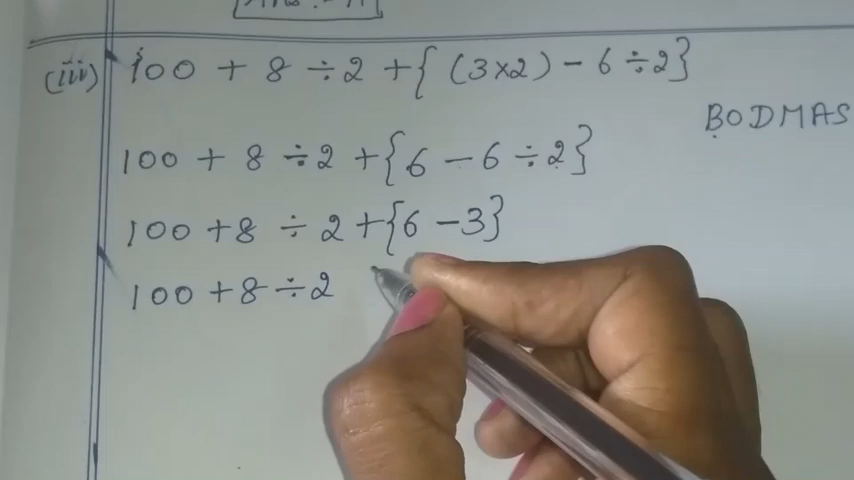 (iii) 100 + 8 ÷ 2 + { (3×2) - 6 ÷ 2 }
BODMAS
100 + 8 ÷ 2 + { 6 - 6 ÷ 2 }
100 + 8 ÷ 2 + { 6 - 3 }
100 + 8 ÷ 2